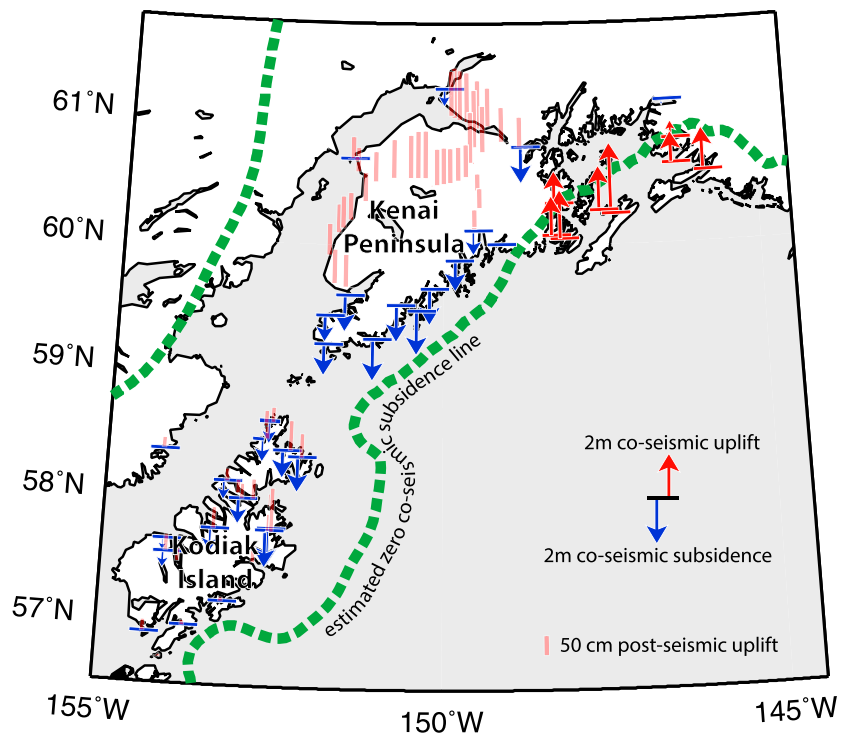 61°N
60°N
59°N
58°N
57°N
155°W
150°W
145°W
Kenai
Peninsula
Kodiak
Island
estimated zero co-seismic subsidence line
2m co-seismic uplift
2m co-seismic subsidence
50 cm post-seismic uplift